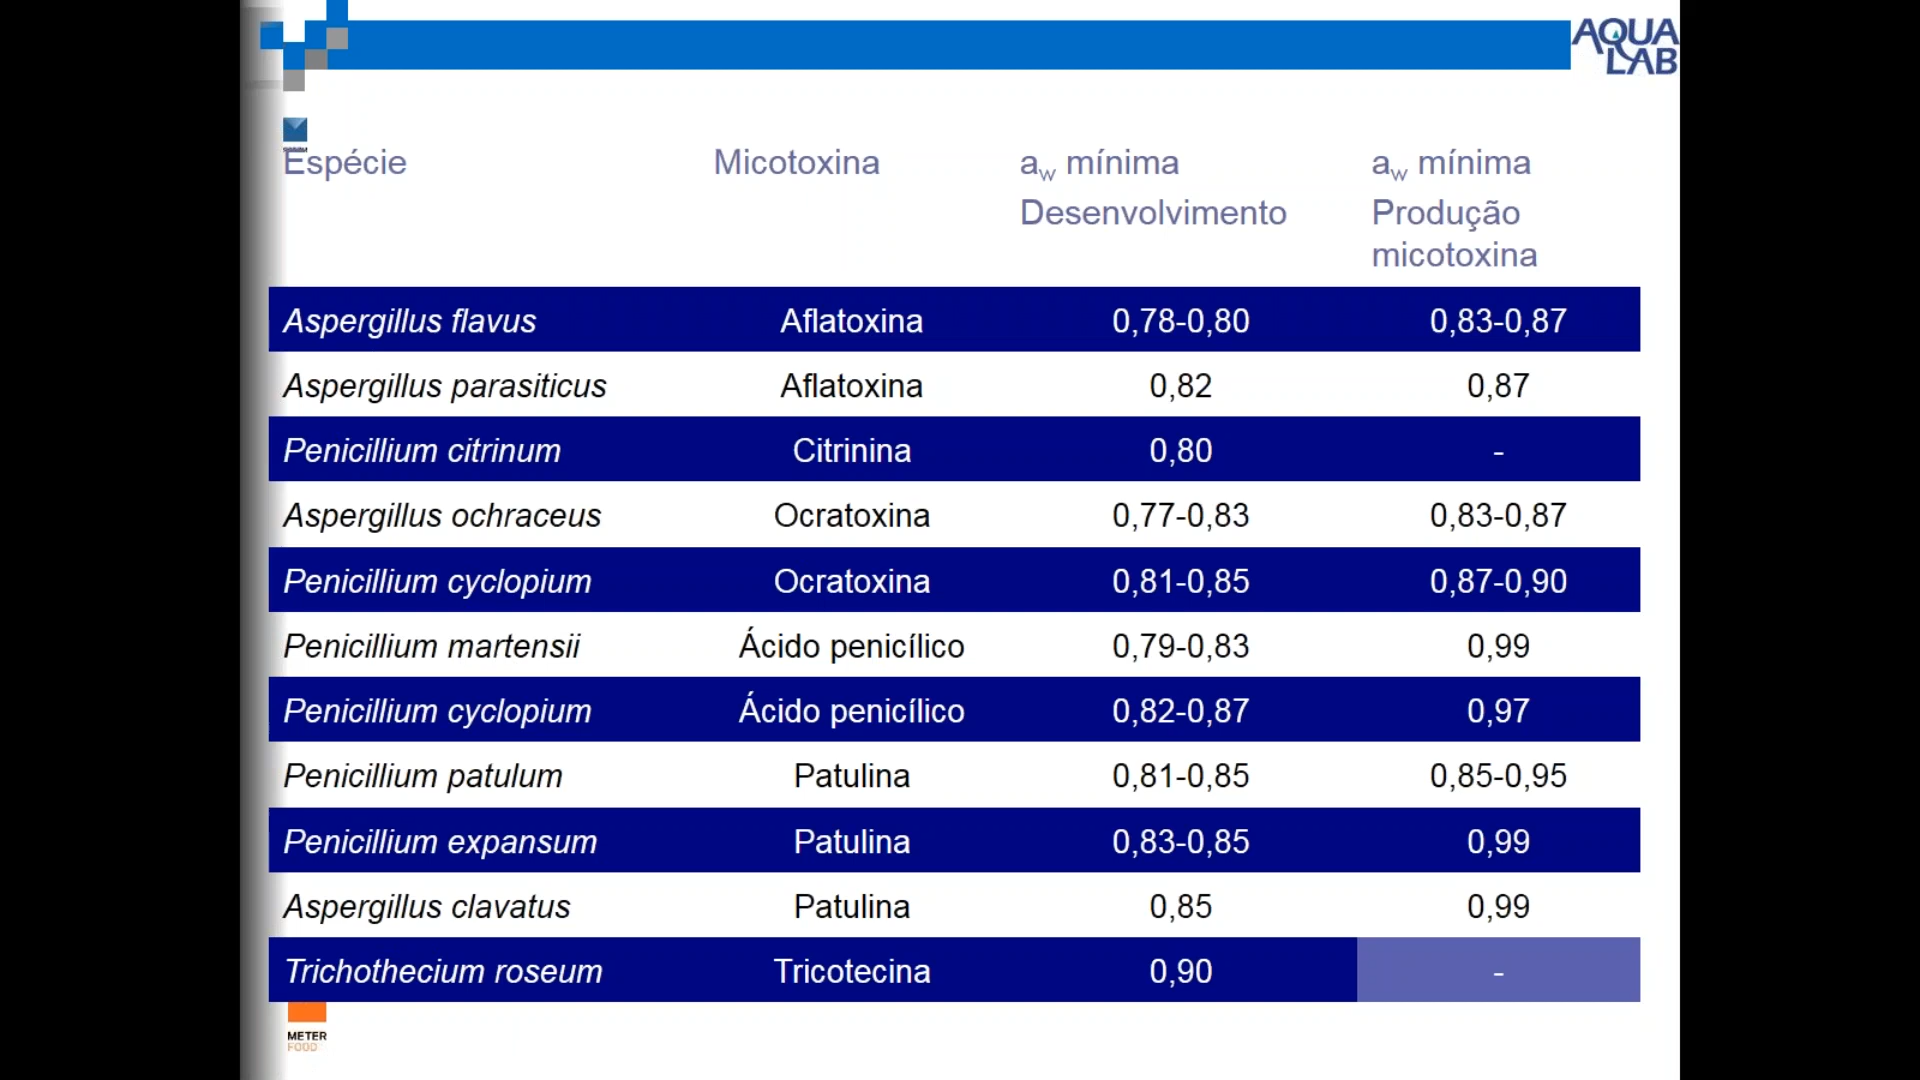 AQUA
LAB
Espécie Micotoxina aw mínima aw mínima
Desenvolvimento Produção
micotoxina
Aspergillus flavus Aflatoxina 0,78-0,80 0,83-0,87
Aspergillus parasiticus Aflatoxina 0,82 0,87
Penicillium citrinum Citrinina 0,80 -
Aspergillus ochraceus Ocratoxina 0,77-0,83 0,83-0,87
Penicillium cyclopium Ocratoxina 0,81-0,85 0,87-0,90
Penicillium martensii Ácido penicílico 0,79-0,83 0,99
Penicillium cyclopium Ácido penicílico 0,82-0,87 0,97
Penicillium patulum Patulina 0,81-0,85 0,85-0,95
Penicillium expansum Patulina 0,83-0,85 0,99
Aspergillus clavatus Patulina 0,85 0,99
Trichothecium roseum Tricotecina 0,90 -
METER
FOOD